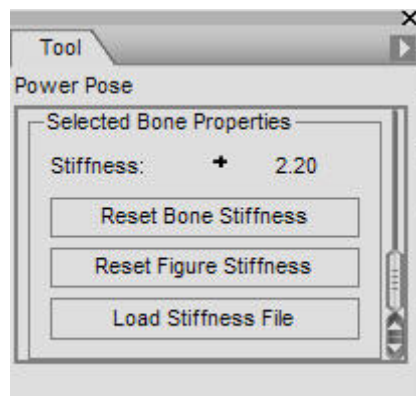 Tool
Power Pose
Selected Bone Properties
Stiffness: 2.20
Reset Bone Stiffness
Reset Figure Stiffness
Load Stiffness File